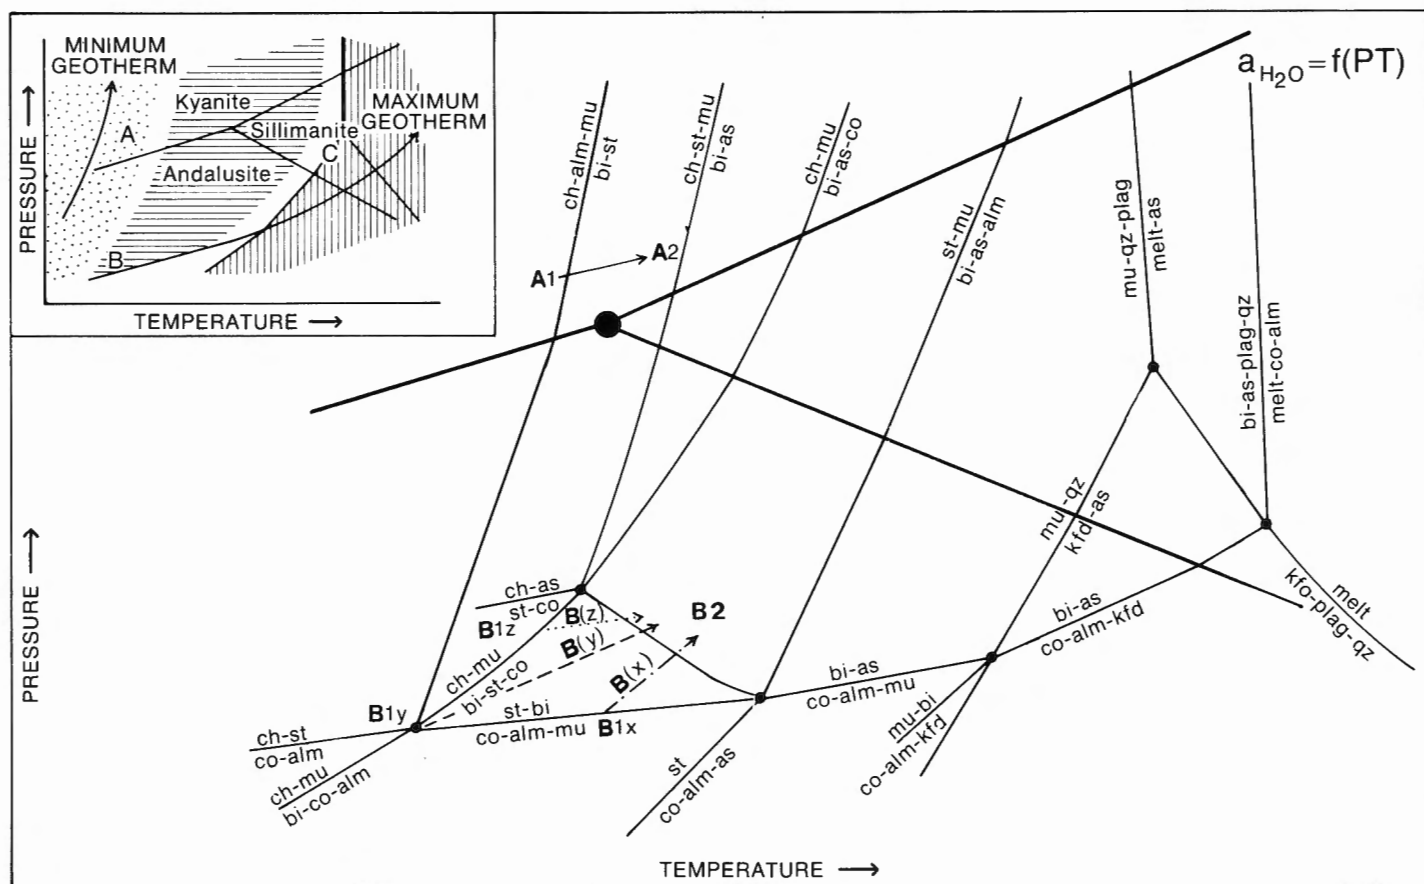 MINIMUM
GEOTHERM
A
Kyanite
MAXIMUM
GEOTHERM
Sillimanite
C
Andalusite
B
PRESSURE
TEMPERATURE
aH2O=f(PT)
ch-alm-mu
bi-st
ch-st-mu
bi-as
ch-mu
bi-as-co
st-mu
bi-as-alm
mu-qz-plag
melt-as
bi-as-plag-qz
melt-co-alm
A1
A2
mu-qz
kfd-as
ch-as
st-co
B1z
B(z)
B(y)
B2
B(x)
ch-mu
bi-st-co
B1y
st-bi
co-alm-mu
B1x
ch-st
co-alm
ch-mu
bi-co-alm
bi-as
co-alm-mu
bi-as
co-alm-kfd
melt
kfo-plag-qz
mu-bi
co-alm-kfd
st
co-alm-as
PRESSURE
TEMPERATURE